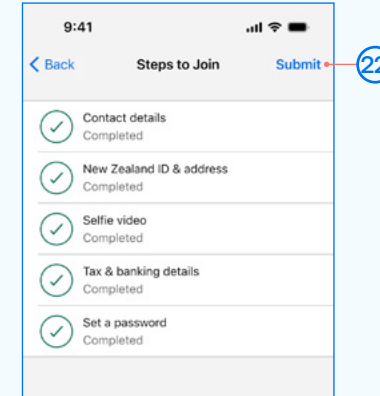 9:41
Back Steps to Join Submit 22
Contact details
Completed
New Zealand ID & address
Completed
Selfie video
Completed
Tax & banking details
Completed
Set a password
Completed